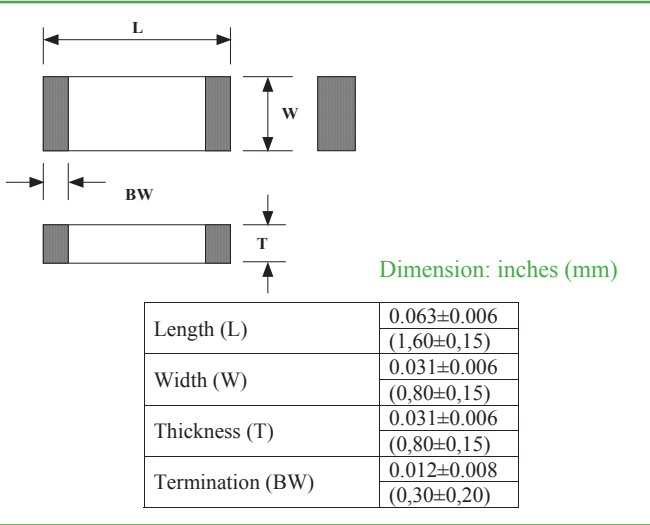 L
W
BW
T
Dimension: inches (mm)
Length (L) 0.063±0.006
(1,60±0,15)
Width (W) 0.031±0.006
(0,80±0,15)
Thickness (T) 0.031±0.006
(0,80±0,15)
Termination (BW) 0.012±0.008
(0,30±0,20)